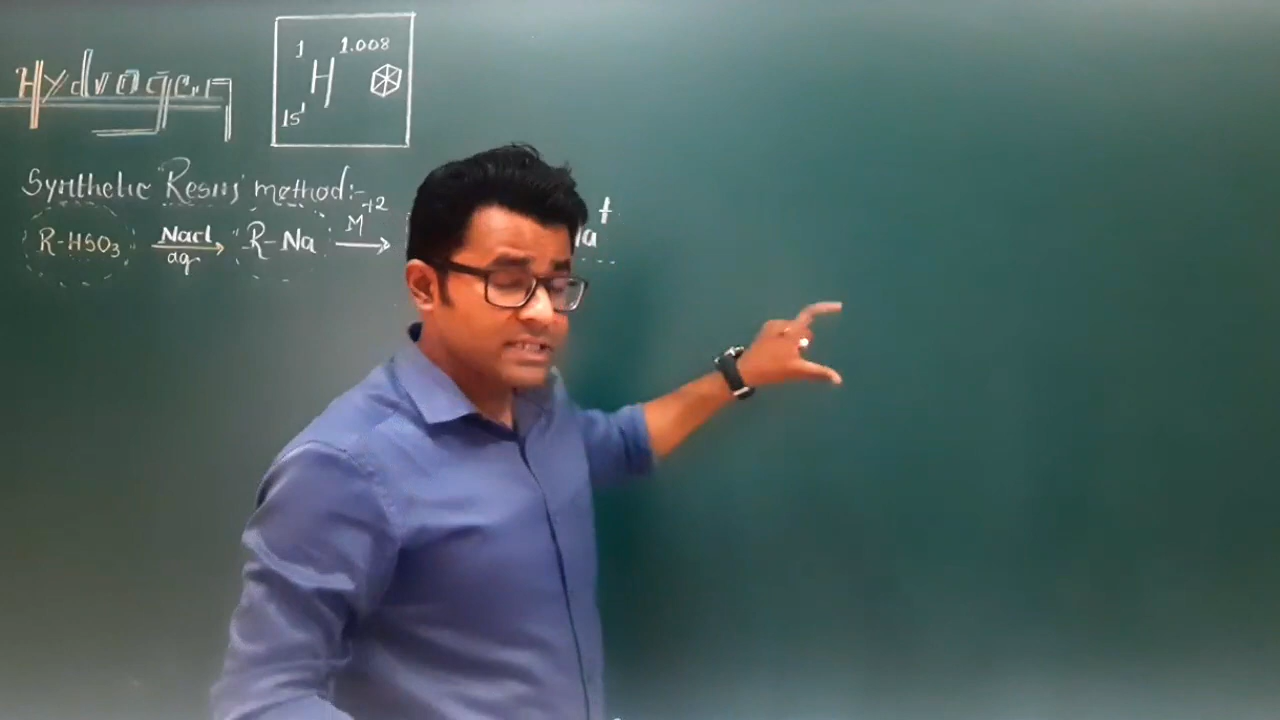 Hydrogen
1 1.008
H
1s¹
Synthetic "Resins" method:-
R-HSO₃ NaCl aq → R-Na M⁺² → a⁺